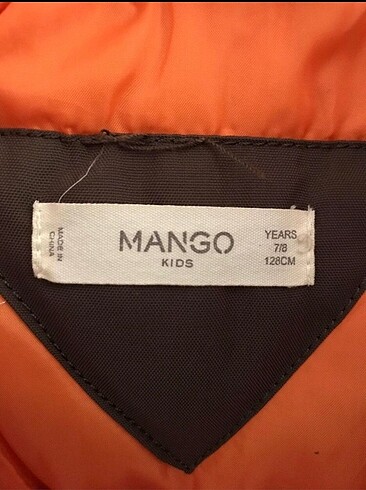 MADE IN
CHINA
MANGO
KIDS
YEARS
7/8
128CM